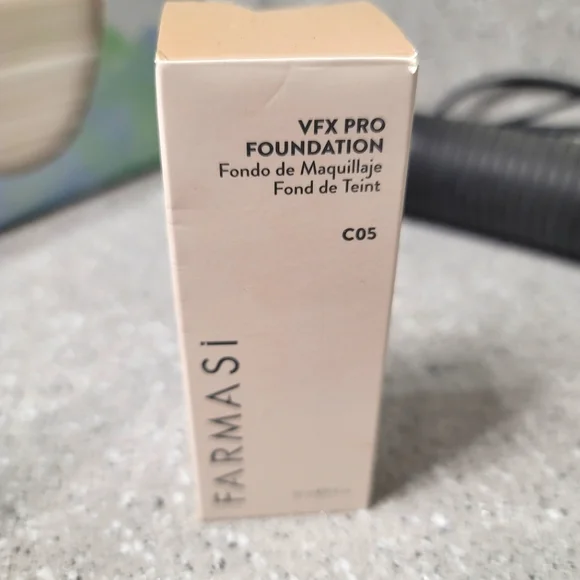 VFX PRO
FOUNDATION
Fondo de Maquillaje
Fond de Teint
C05
FARMASİ